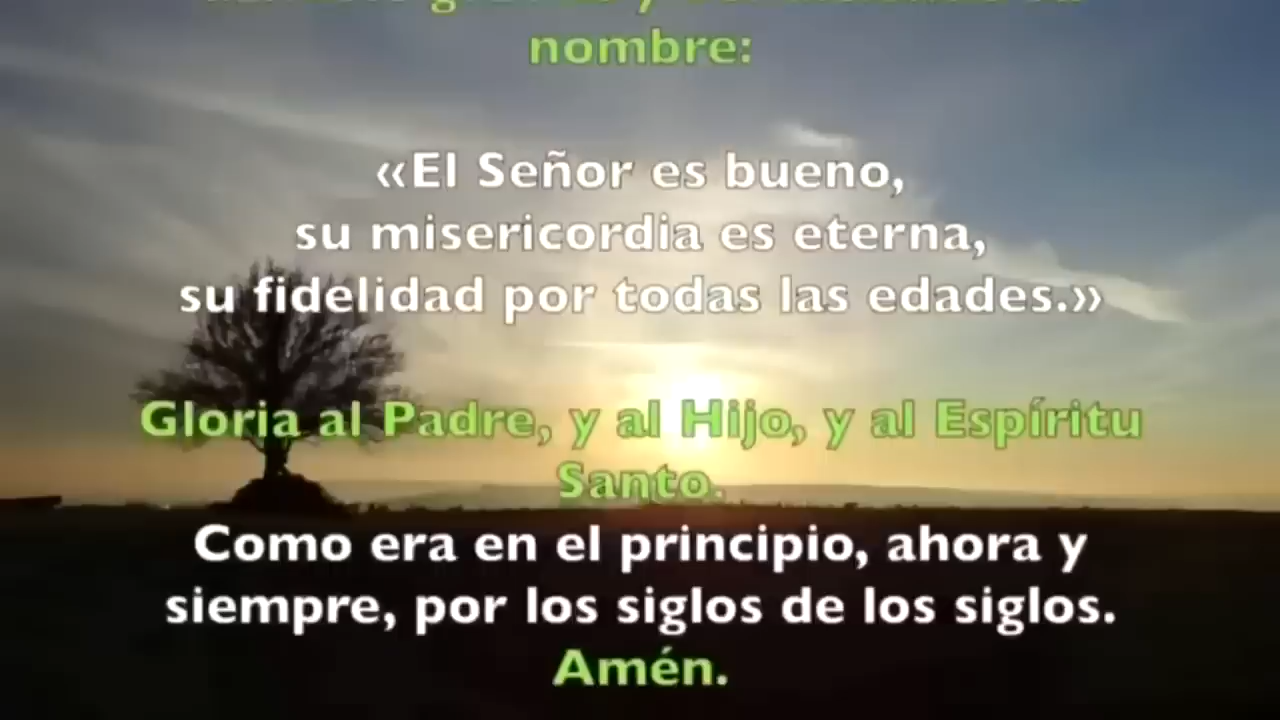 nombre:
«El Señor es bueno,
su misericordia es eterna,
su fidelidad por todas las edades.»
Gloria al Padre, y al Hijo, y al Espíritu
Santo.
Como era en el principio, ahora y
siempre, por los siglos de los siglos.
Amén.